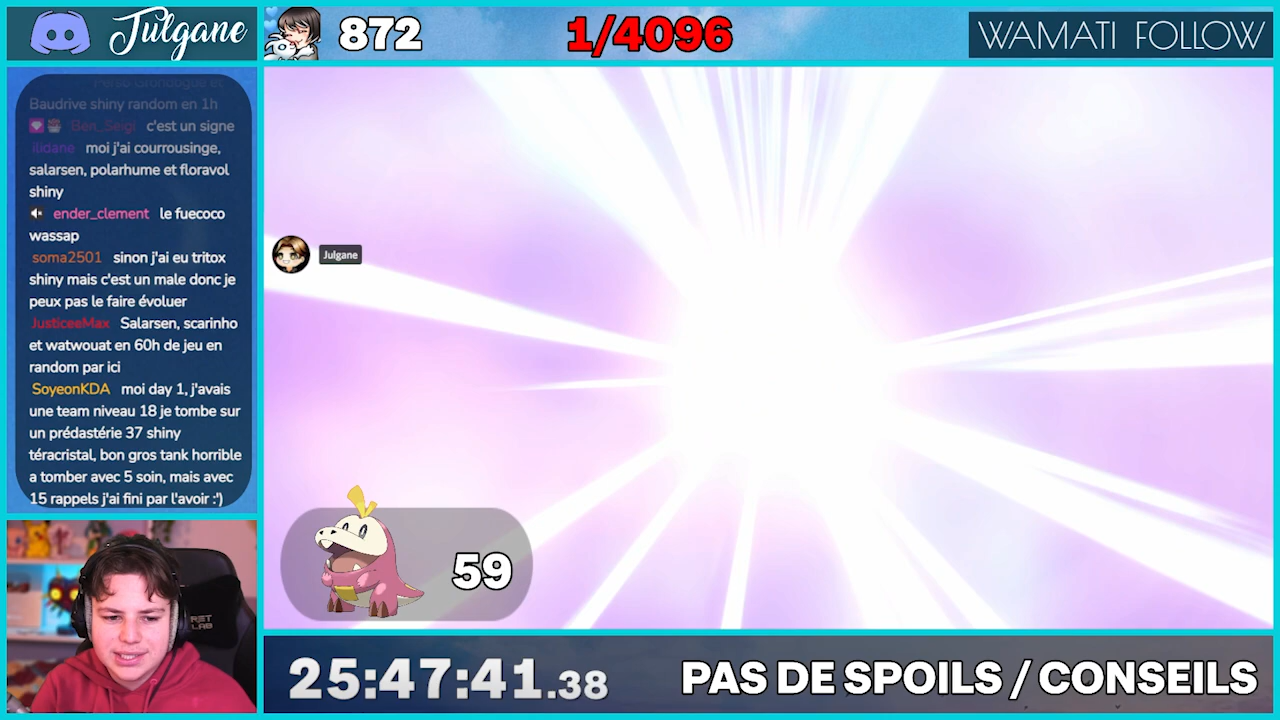 Julgane
872
1/4096
WAMATI FOLLOW
Baudrive shiny random en 1h
Ben_Seigi c'est un signe
ilidane moi j'ai courrousinge,
salarsen, polarhume et floravol
shiny
ender_clement le fuecoco
wassap
soma2501 sinon j'ai eu tritox
shiny mais c'est un male donc je
peux pas le faire évoluer
JusticeeMax Salarsen, scarinho
et watwouat en 60h de jeu en
random par ici
SoyeonKDA moi day 1, j'avais
une team niveau 18 je tombe sur
un prédastérie 37 shiny
téracristal, bon gros tank horrible
a tomber avec 5 soin, mais avec
15 rappels j'ai fini par l'avoir :')
Julgane
59
25:47:41.38
PAS DE SPOILS / CONSEILS